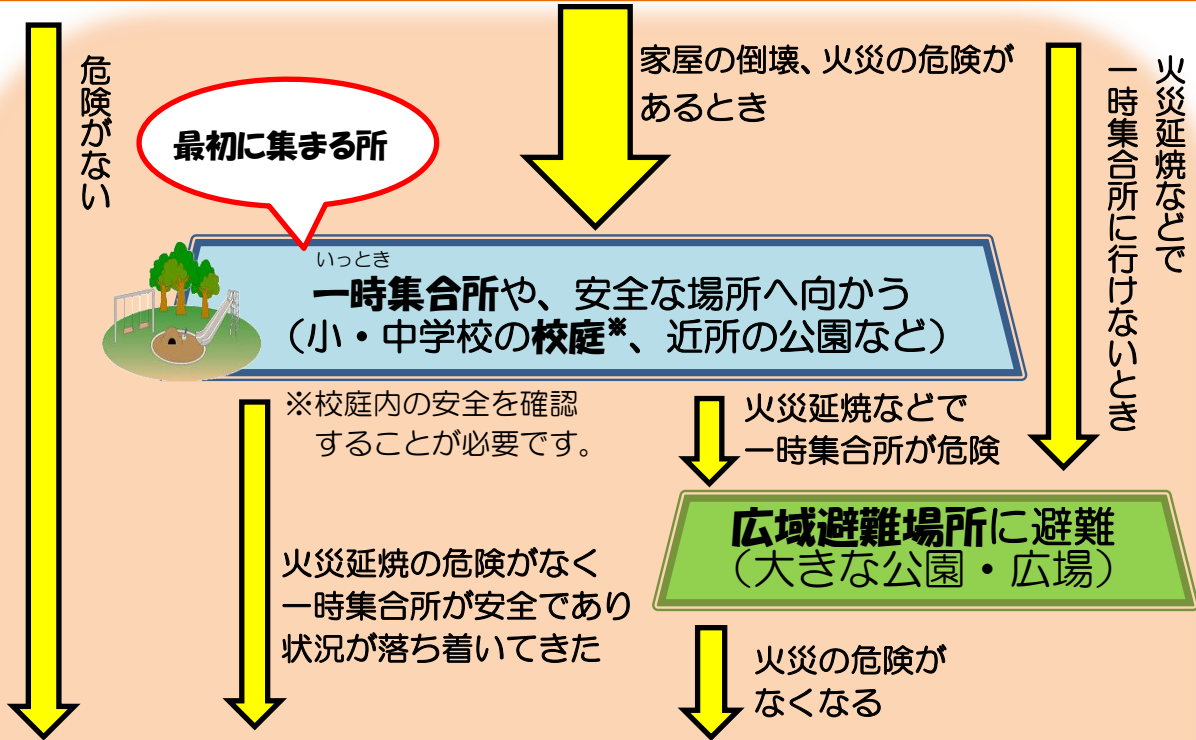 危険がない
最初に集まる所
家屋の倒壊、火災の危険が
あるとき
火災延焼などで
一時集合所に行けないとき
いっとき
一時集合所や、安全な場所へ向かう
（小・中学校の校庭※、近所の公園など）
※校庭内の安全を確認
することが必要です。
火災延焼などで
一時集合所が危険
広域避難場所に避難
（大きな公園・広場）
火災延焼の危険がなく
一時集合所が安全であり
状況が落ち着いてきた
火災の危険が
なくなる